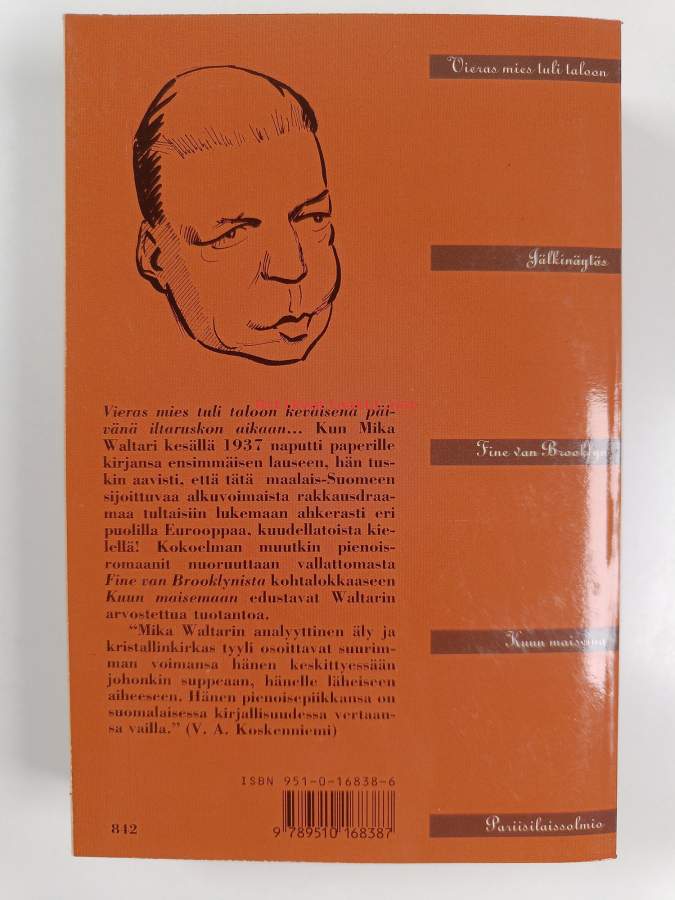 Vieras mies tuli taloon
Jälkinäytös
Fine van Brooklyn
Kuun maisema
Pariisilaissolmio
Vieras mies tuli taloon keväisenä päi-
vänä iltaruskon aikaan... Kun Mika
Waltari kesällä 1937 naputti paperille
kirjansa ensimmäisen lauseen, hän tus-
kin aavisti, että tätä maalais-Suomeen
sijoittuvaa alkuvoimaista rakkausdraa-
maa tultaisiin lukemaan ahkerasti eri
puolilla Eurooppaa, kuudellatoista kie-
lellä! Kokoelman muutkin pienois-
romaanit nuoruuttaan vallattomasta
Fine van Brooklynista kohtalokkaaseen
Kuun maisemaan edustavat Waltarin
arvostettua tuotantoa.
“Mika Waltarin analyyttinen äly ja
kristallinkirkas tyyli osoittavat suurim-
man voimansa hänen keskittyessään
johonkin suppeaan, hänelle läheiseen
aiheeseen. Hänen pienoisepiikkansa on
suomalaisessa kirjallisuudessa vertaan-
sa vailla.” (V. A. Koskenniemi)
ISBN 951-0-16838-6
9 789510 168387
842